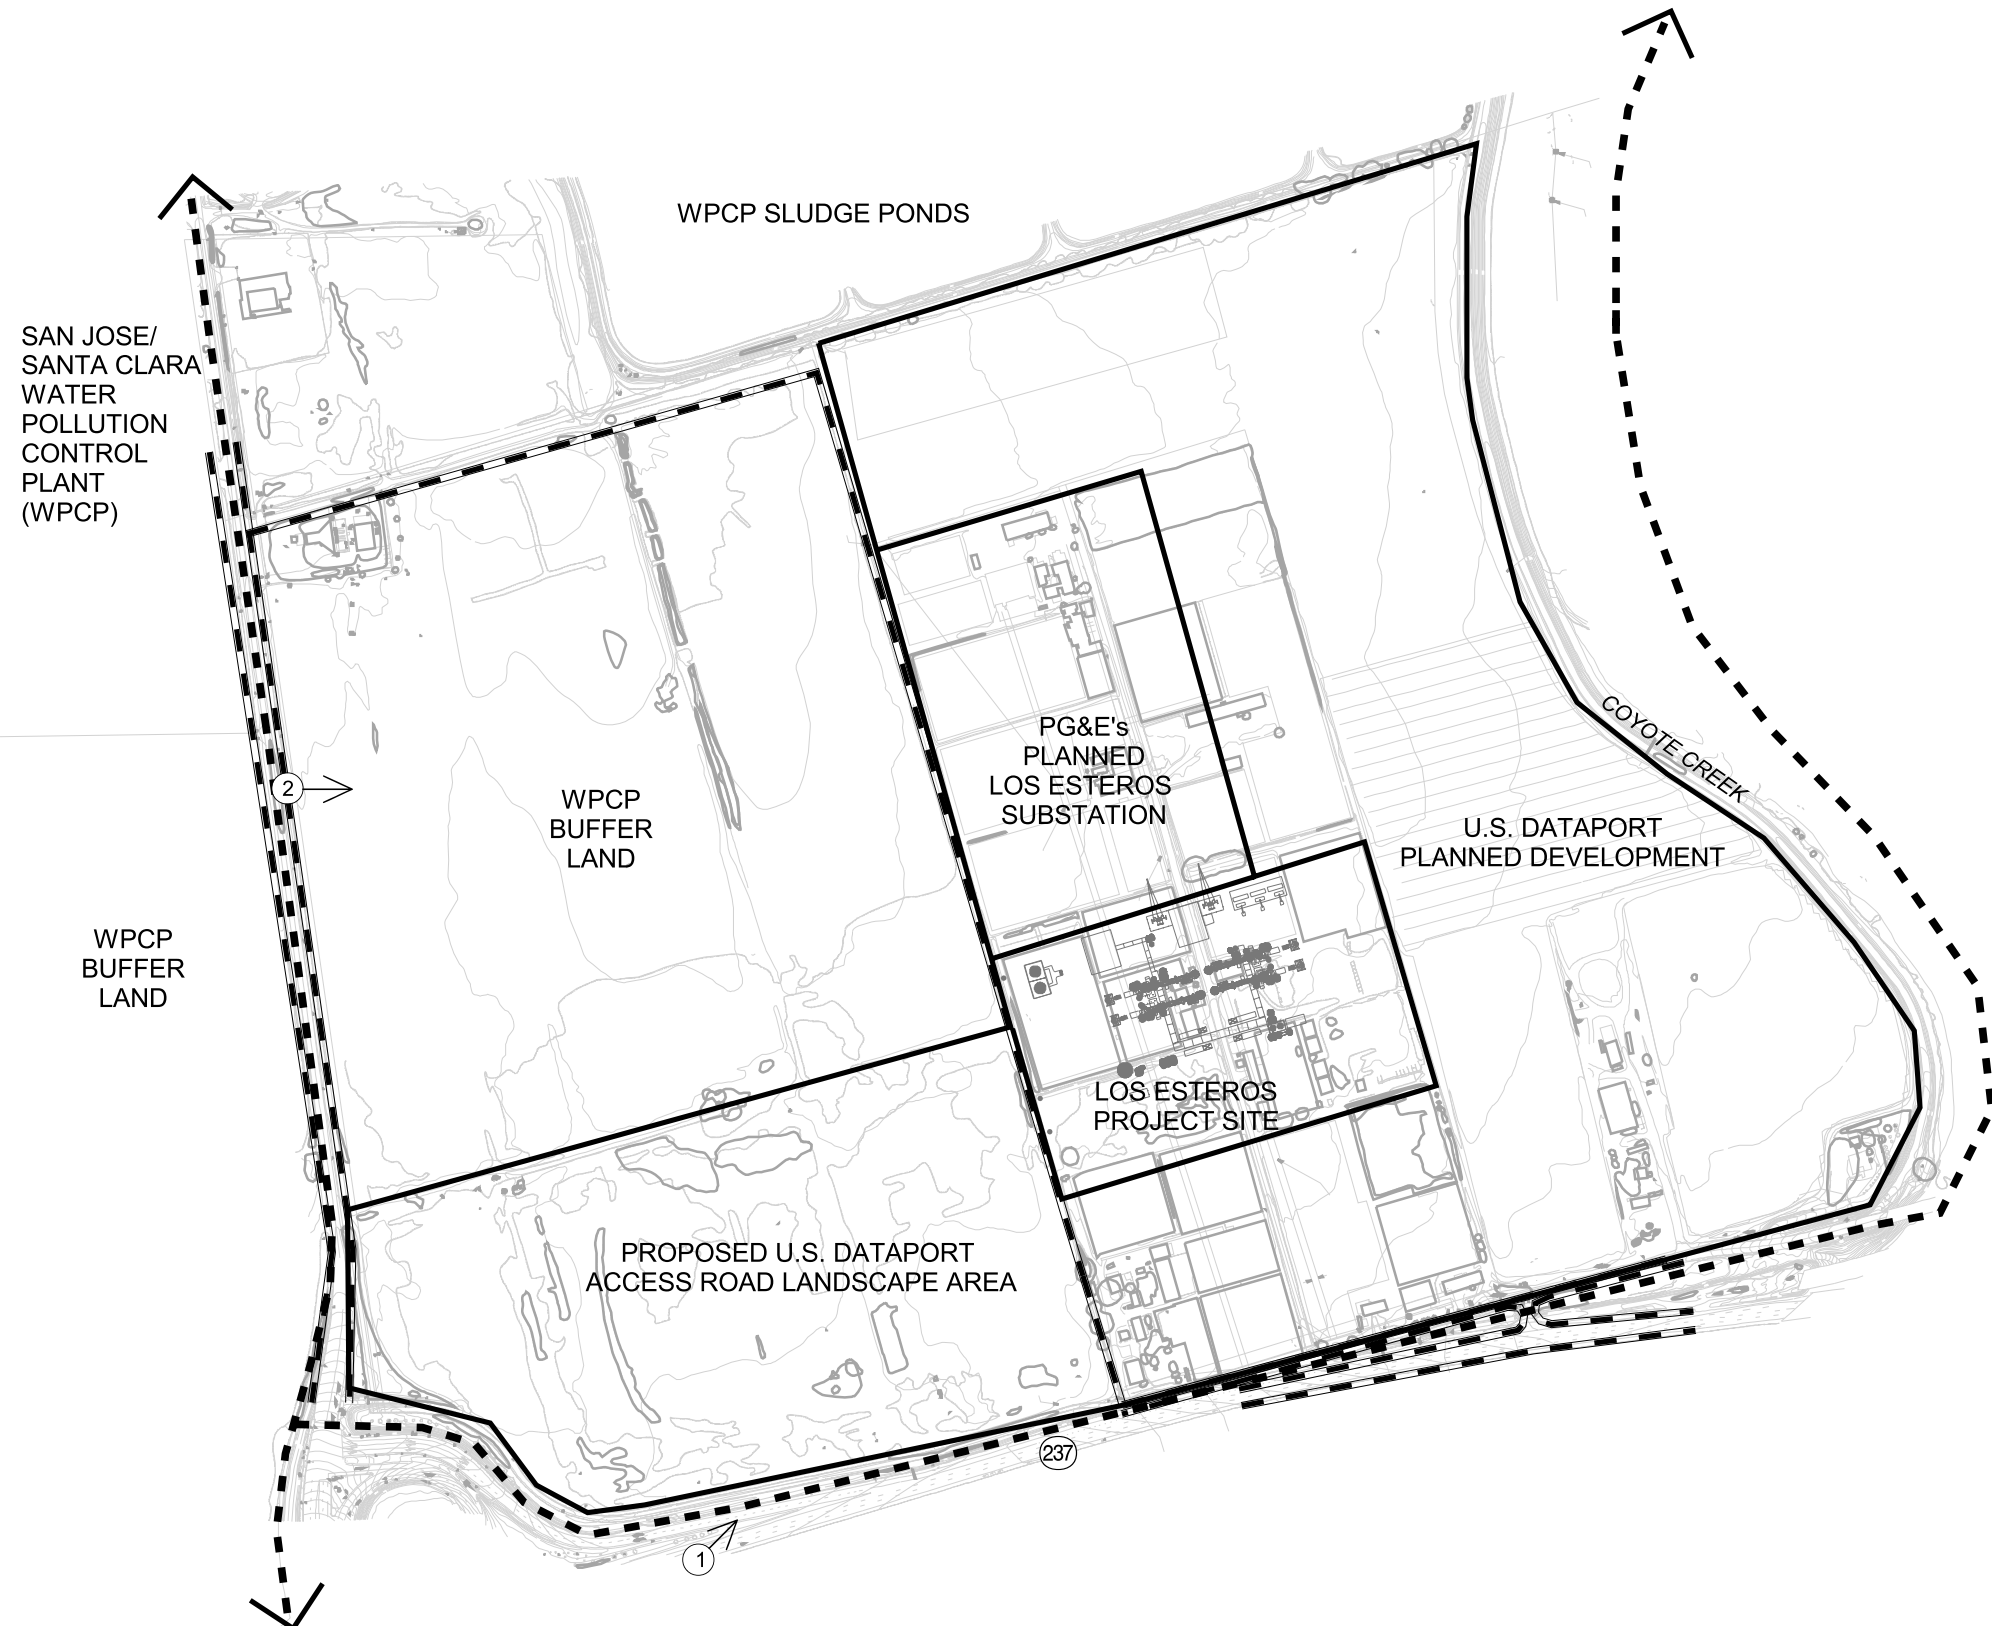 WPCP SLUDGE PONDS
SAN JOSE/
SANTA CLARA
WATER
POLLUTION
CONTROL
PLANT
(WPCP)
COYOTE CREEK
PG&E's
PLANNED
LOS ESTEROS
SUBSTATION
2
WPCP
BUFFER
LAND
U.S. DATAPORT
PLANNED DEVELOPMENT
WPCP
BUFFER
LAND
LOS ESTEROS
PROJECT SITE
PROPOSED U.S. DATAPORT
ACCESS ROAD LANDSCAPE AREA
237
1